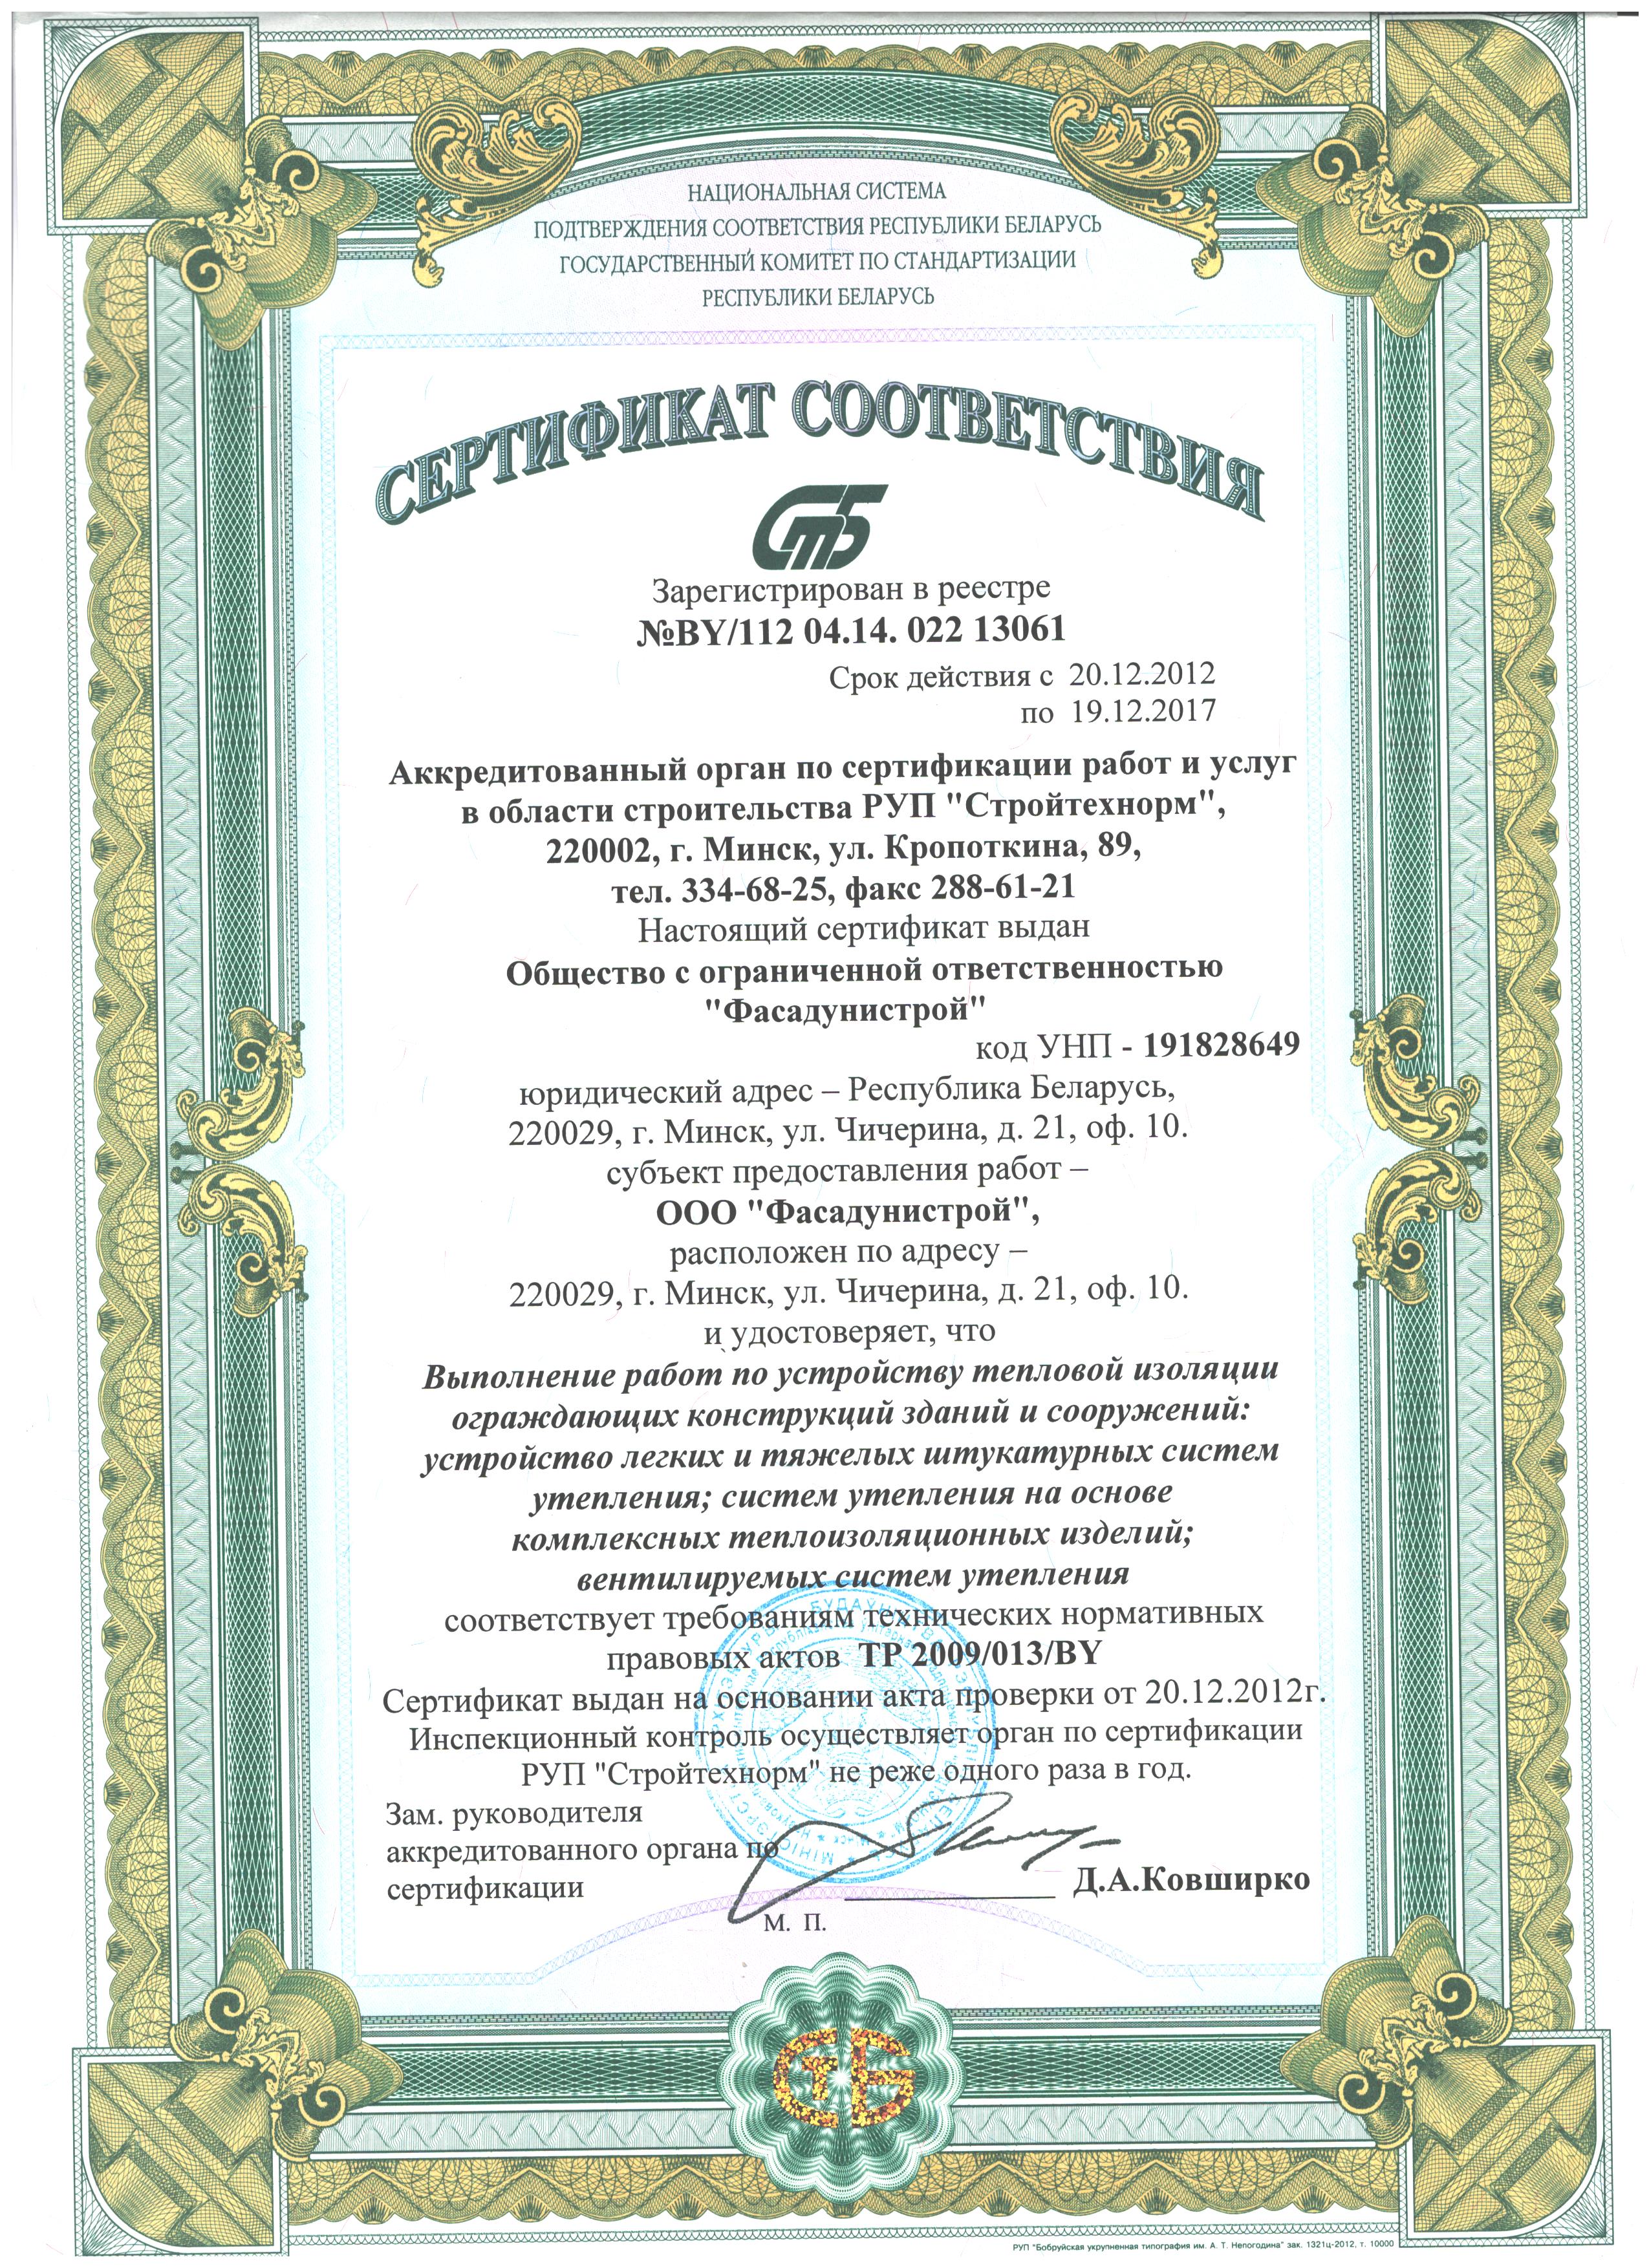 НАЦИОНАЛЬНАЯ СИСТЕМА
ПОДТВЕРЖДЕНИЯ СООТВЕТСТВИЯ РЕСПУБЛИКИ БЕЛАРУСЬ
ГОСУДАРСТВЕННЫЙ КОМИТЕТ ПО СТАНДАРТИЗАЦИИ
РЕСПУБЛИКИ БЕЛАРУСЬ
СЕРТИФИКАТ СООТВЕТСТВИЯ
СТБ
Зарегистрирован в реестре
№BY/112 04.14. 022 13061
Срок действия с 20.12.2012
по 19.12.2017
Аккредитованный орган по сертификации работ и услуг
в области строительства РУП "Стройтехнорм",
220002, г. Минск, ул. Кропоткина, 89,
тел. 334-68-25, факс 288-61-21
Настоящий сертификат выдан
Общество с ограниченной ответственностью
"Фасадунистрой"
код УНП - 191828649
юридический адрес – Республика Беларусь,
220029, г. Минск, ул. Чичерина, д. 21, оф. 10.
субъект предоставления работ –
ООО "Фасадунистрой",
расположен по адресу –
220029, г. Минск, ул. Чичерина, д. 21, оф. 10.
и удостоверяет, что
Выполнение работ по устройству тепловой изоляции
ограждающих конструкций зданий и сооружений:
устройство легких и тяжелых штукатурных систем
утепления; систем утепления на основе
комплексных теплоизоляционных изделий;
вентилируемых систем утепления
соответствует требованиям технических нормативных
правовых актов ТР 2009/013/BY
Сертификат выдан на основании акта проверки от 20.12.2012г.
Инспекционный контроль осуществляет орган по сертификации
РУП "Стройтехнорм" не реже одного раза в год.
Зам. руководителя
аккредитованного органа по
сертификации
Д.А.Ковширко
М. П.
СТБ
РУП "Бобруйская укрупненная типография им. А. Т. Непогодина" зак. 1321ц-2012, т. 10000